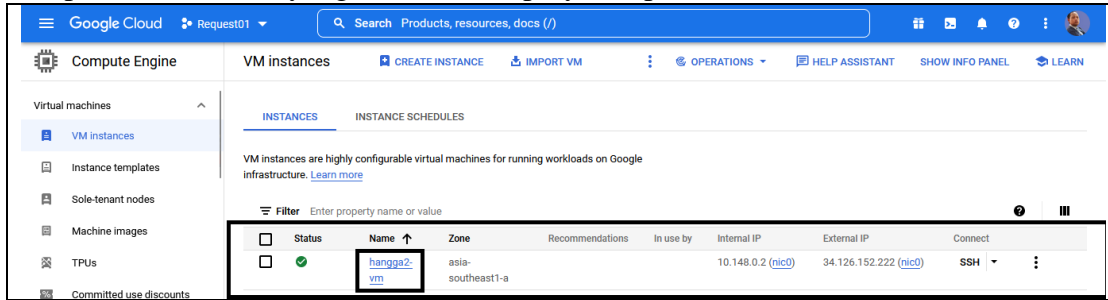 Google Cloud Request01 Search Products, resources, docs (/)
Compute Engine VM instances CREATE INSTANCE IMPORT VM OPERATIONS HELP ASSISTANT SHOW INFO PANEL LEARN
Virtual machines
INSTANCES INSTANCE SCHEDULES
VM instances
VM instances are highly configurable virtual machines for running workloads on Google
infrastructure. Learn more
Instance templates
Sole-tenant nodes
Filter Enter property name or value
Machine images
Status Name Zone Recommendations In use by Internal IP External IP Connect
TPUs
hangga2-vm asia-southeast1-a 10.148.0.2 (nic0) 34.126.152.222 (nic0) SSH
Committed use discounts